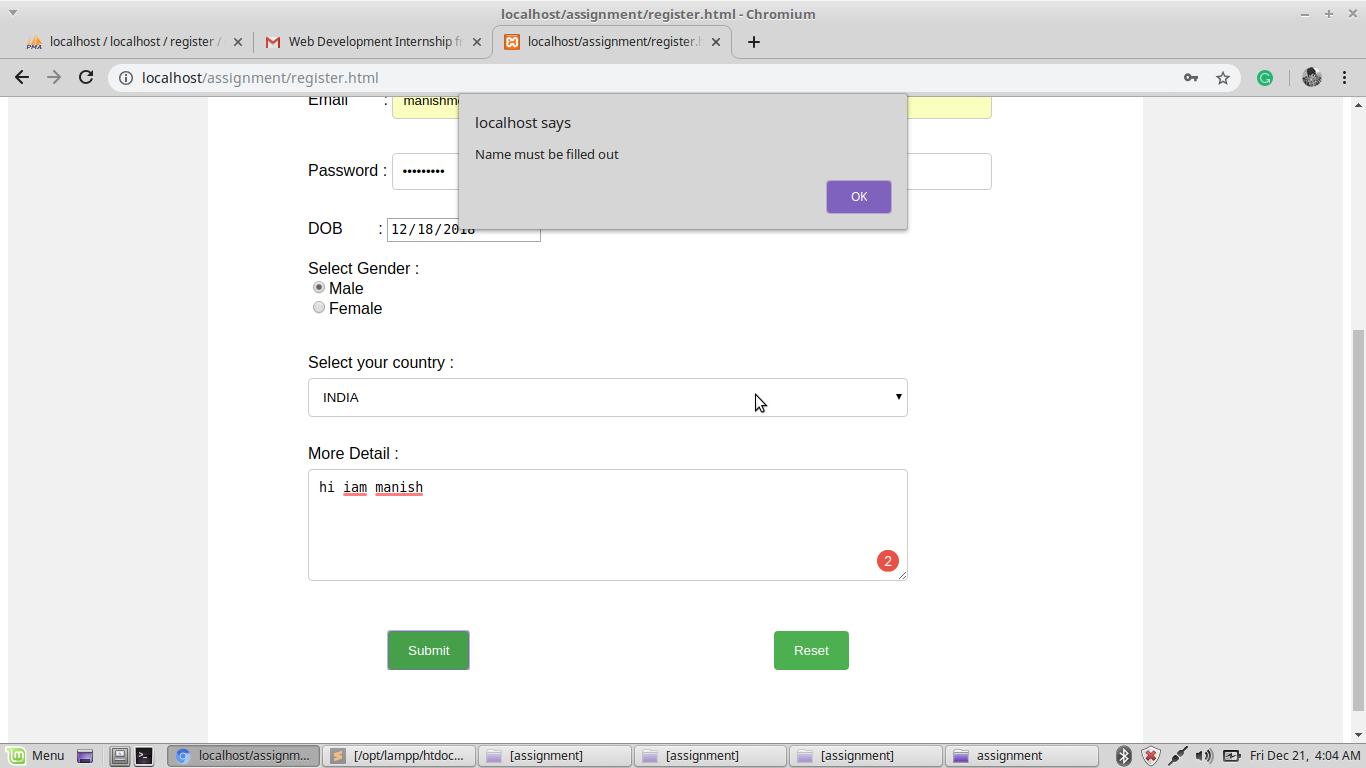 localhost/assignment/register.html - Chromium
PMA localhost / localhost / register /
Web Development Internship f
localhost/assignment/register.
localhost/assignment/register.html
Email :
manishm
localhost says
Name must be filled out
OK
Password : •••••••••
DOB : 12/18/2018
Select Gender :
Male
Female
Select your country :
INDIA
More Detail :
hi iam manish
2
Submit
Reset
Menu
localhost/assignm...
[/opt/lampp/htdoc...
[assignment]
[assignment]
[assignment]
assignment
Fri Dec 21, 4:04 AM